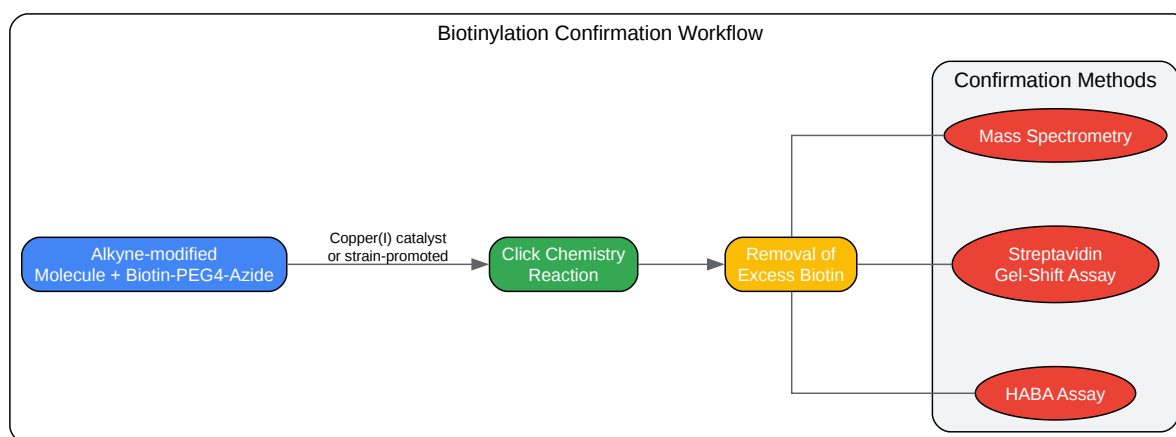 Biotinylation Confirmation Workflow
Confirmation Methods
Mass Spectrometry
Alkyne-modified
Molecule + Biotin-PEG4-Azide
Copper(I) catalyst
or strain-promoted
Click Chemistry
Reaction
Removal of
Excess Biotin
Streptavidin
Gel-Shift Assay
HABA Assay